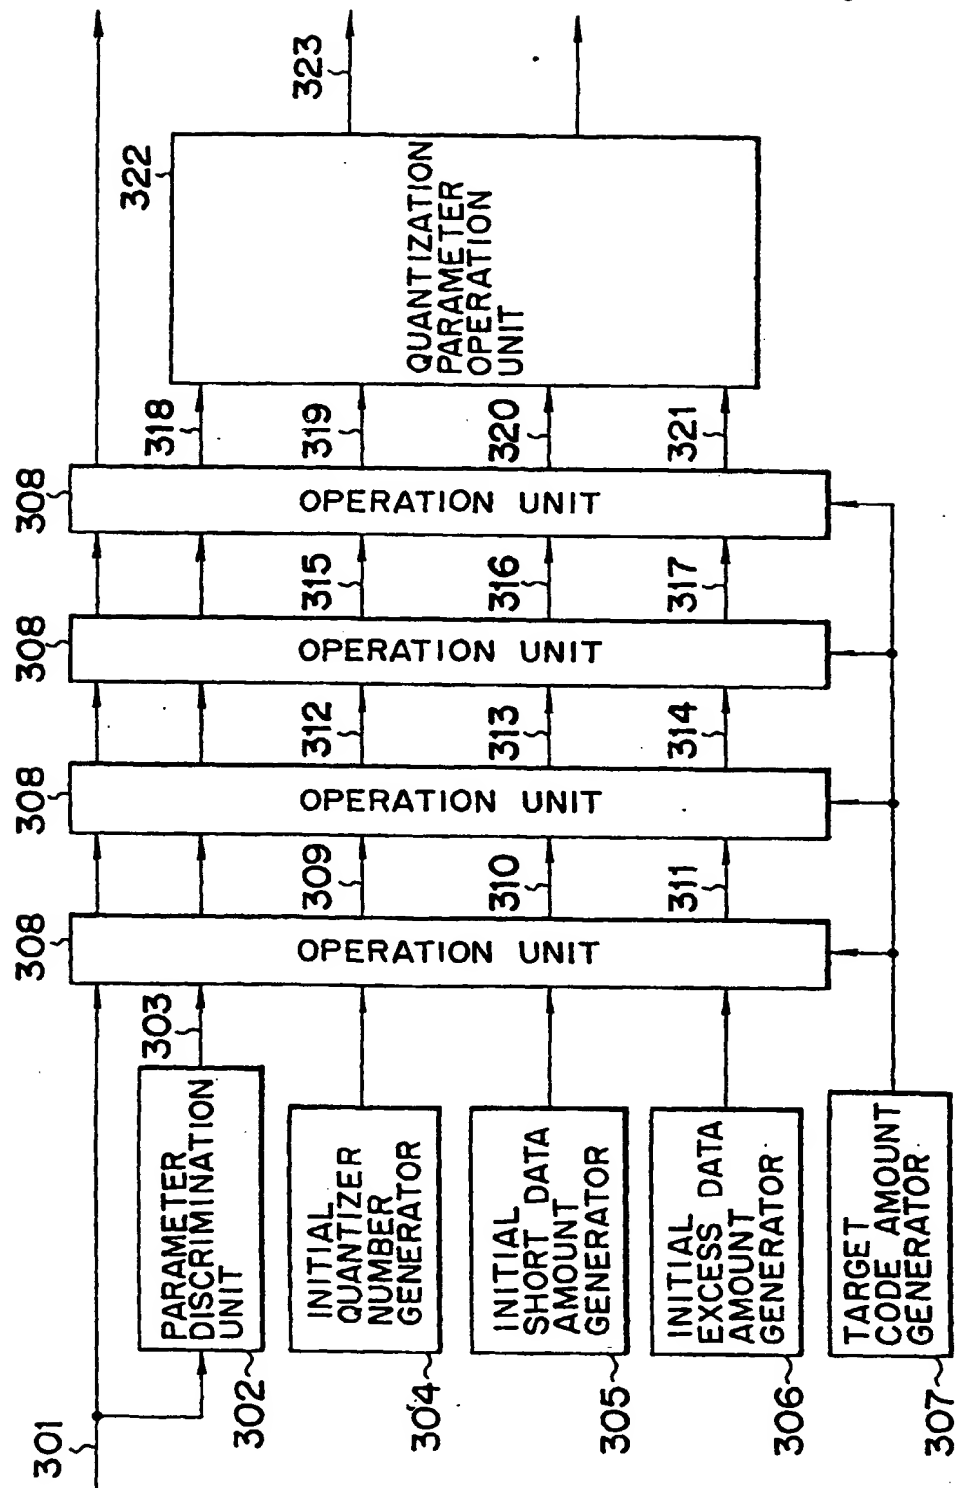 301
302
PARAMETER
DISCRIMINATION
UNIT
303
304
INITIAL
QUANTIZER
NUMBER
GENERATOR
305
INITIAL
SHORT DATA
AMOUNT
GENERATOR
306
INITIAL
EXCESS DATA
AMOUNT
GENERATOR
307
TARGET
CODE AMOUNT
GENERATOR
308
OPERATION UNIT
309
310
311
308
OPERATION UNIT
312
313
314
308
OPERATION UNIT
315
316
317
308
OPERATION UNIT
318
319
320
321
322
QUANTIZATION
PARAMETER
OPERATION
UNIT
323